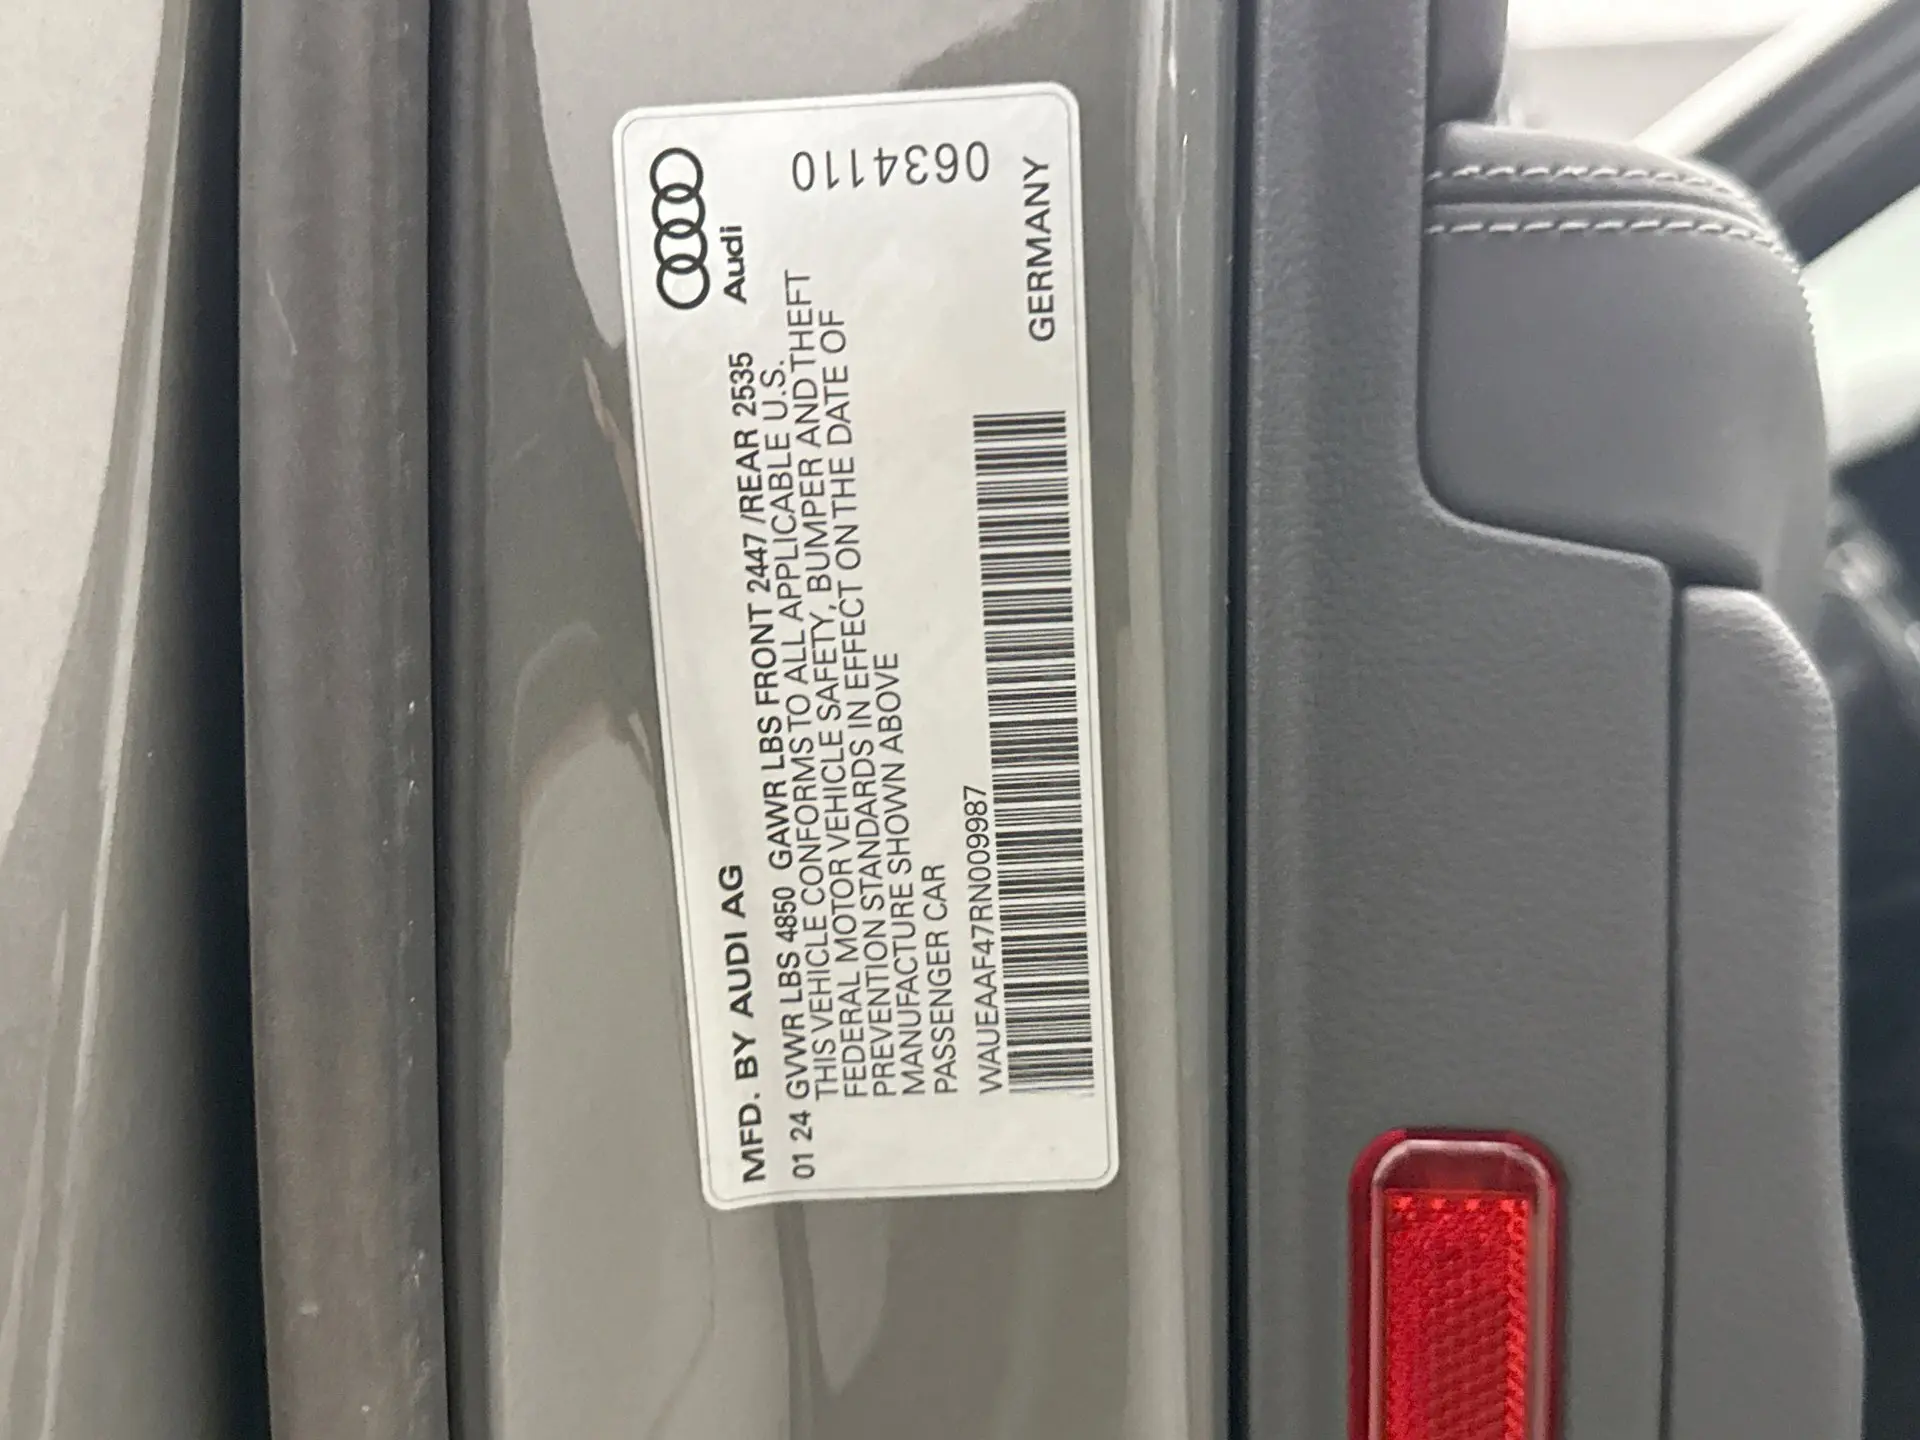 MFD. BY AUDI AG
Audi
01 24 GVWR LBS 4850 GAWR LBS FRONT 2447 /REAR 2535
THIS VEHICLE CONFORMS TO ALL APPLICABLE U.S.
FEDERAL MOTOR VEHICLE SAFETY, BUMPER AND THEFT
PREVENTION STANDARDS IN EFFECT ON THE DATE OF
MANUFACTURE SHOWN ABOVE
PASSENGER CAR
0634110
WAUEAAF47RN009987
GERMANY